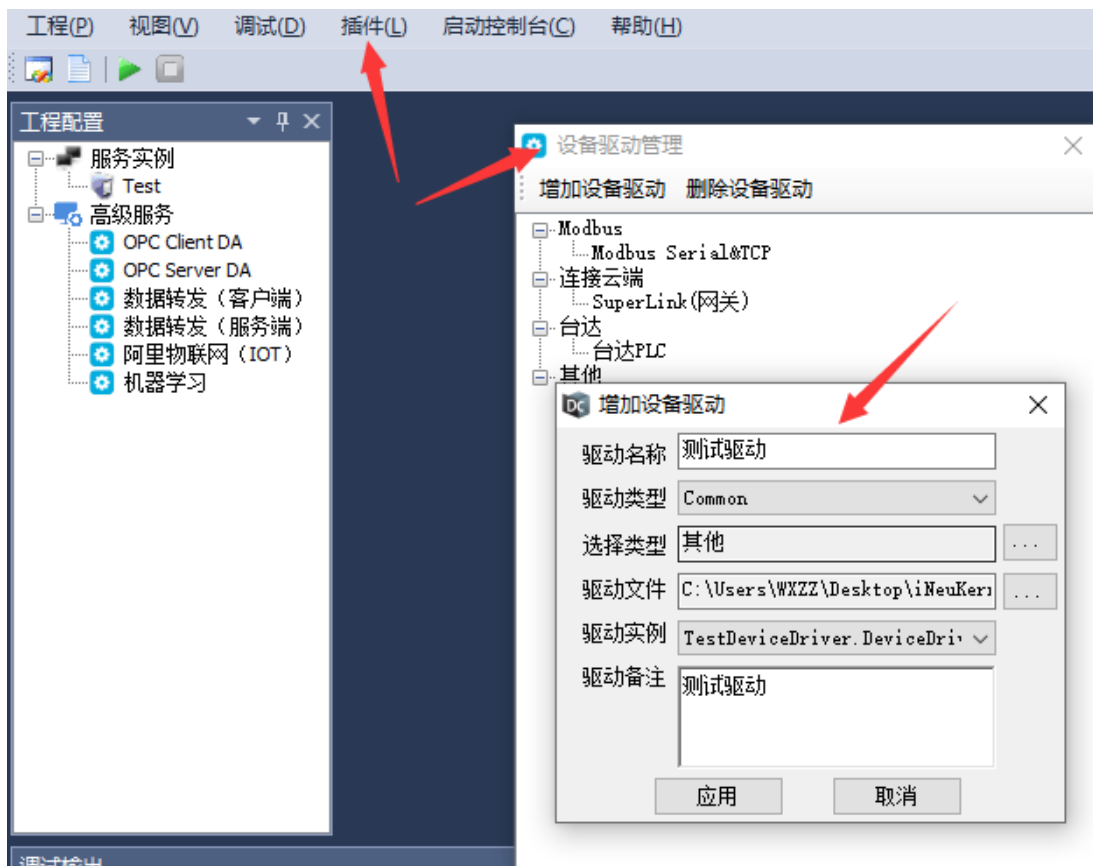 工程(P) 视图(V) 调试(D) 插件(L) 启动控制台(C) 帮助(H)
工程配置
服务实例
Test
高级服务
OPC Client DA
OPC Server DA
数据转发（客户端）
数据转发（服务端）
阿里物联网（IOT）
机器学习
设备驱动管理
增加设备驱动 删除设备驱动
Modbus
Modbus Serial&TCP
连接云端
SuperLink(网关)
台达
台达PLC
其他
DC 增加设备驱动
驱动名称 测试驱动
驱动类型 Common
选择类型 其他 ...
驱动文件 C:\Users\WXZZ\Desktop\iNeuKer ...
驱动实例 TestDeviceDriver.DeviceDri
驱动备注 测试驱动
应用 取消
调试输出